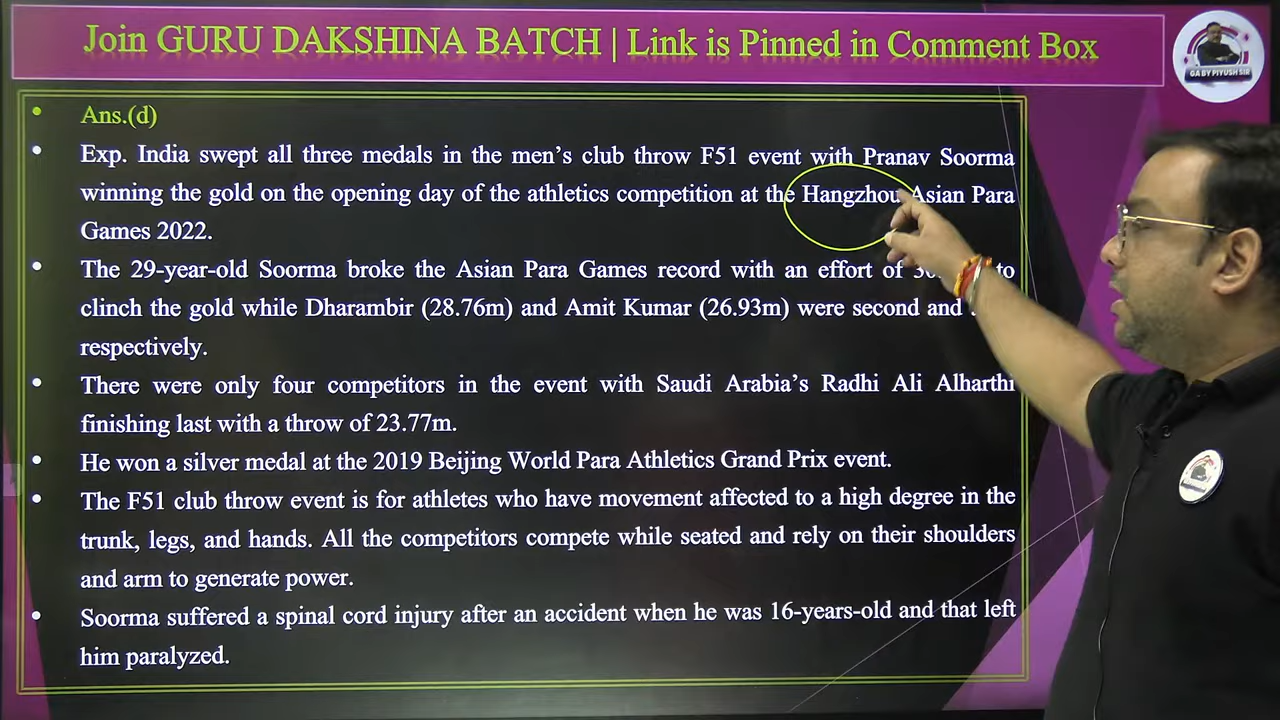 Join GURU DAKSHINA BATCH | Link is Pinned in Comment Box
GA BY PIYUSH SIR
• Ans.(d)
• Exp. India swept all three medals in the men's club throw F51 event with Pranav Soorma
winning the gold on the opening day of the athletics competition at the Hangzhou Asian Para
Games 2022.
• The 29-year-old Soorma broke the Asian Para Games record with an effort of to
clinch the gold while Dharambir (28.76m) and Amit Kumar (26.93m) were second and
respectively.
• There were only four competitors in the event with Saudi Arabia's Radhi Ali Alharthi
finishing last with a throw of 23.77m.
• He won a silver medal at the 2019 Beijing World Para Athletics Grand Prix event.
• The F51 club throw event is for athletes who have movement affected to a high degree in the
trunk, legs, and hands. All the competitors compete while seated and rely on their shoulders
and arm to generate power.
• Soorma suffered a spinal cord injury after an accident when he was 16-years-old and that left
him paralyzed.